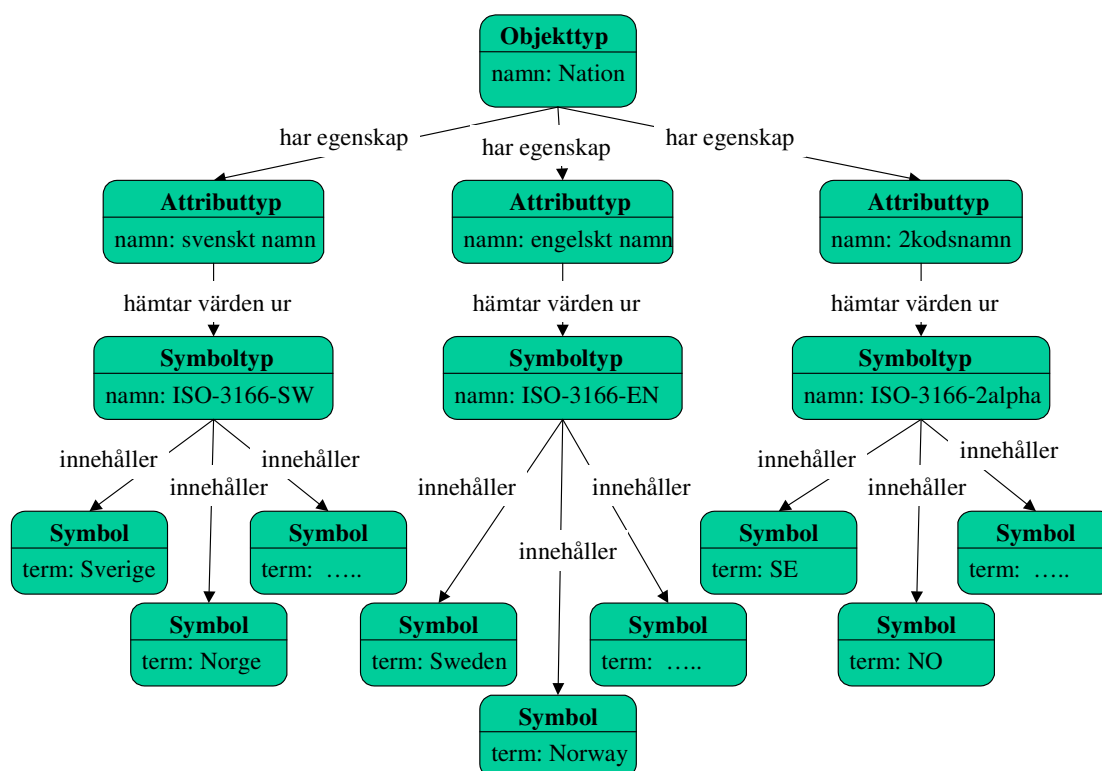 Objekttyp
namn: Nation
har egenskap
har egenskap
har egenskap
Attributtyp
namn: svenskt namn
Attributtyp
namn: engelskt namn
Attributtyp
namn: 2kodsnamn
hämtar värden ur
hämtar värden ur
hämtar värden ur
Symboltyp
namn: ISO-3166-SW
Symboltyp
namn: ISO-3166-EN
Symboltyp
namn: ISO-3166-2alpha
innehåller
innehåller
innehåller
innehåller
innehåller
innehåller
innehåller
innehåller
innehåller
Symbol
term: Sverige
Symbol
term: …..
Symbol
term: SE
Symbol
term: …..
Symbol
term: Norge
Symbol
term: Sweden
Symbol
term: …..
Symbol
term: NO
Symbol
term: Norway